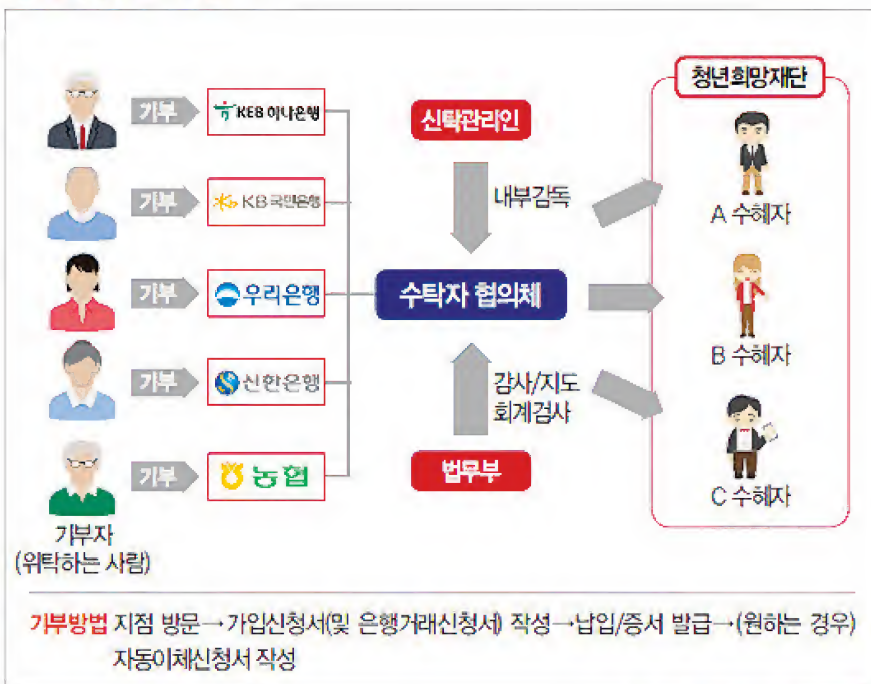 청년희망재단
기부
KEB 하나은행
신탁관리인
내부감독
A 수혜자
기부
KB 국민은행
기부
우리은행
수탁자 협의체
B 수혜자
기부
신한은행
감사/지도
회계검사
기부
농협
법무부
C 수혜자
기부자
(위탁하는 사람)
기부방법 지점 방문→가입신청서(및 은행거래신청서) 작성→납입/증서 발급→(원하는 경우)
자동이체신청서 작성